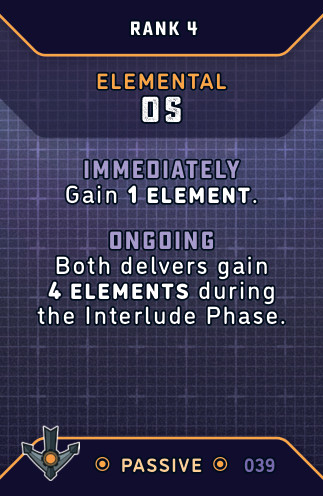 RANK 4
ELEMENTAL
OS
IMMEDIATELY
Gain 1 ELEMENT.
ONGOING
Both delvers gain
4 ELEMENTS during
the Interlude Phase.
PASSIVE 039